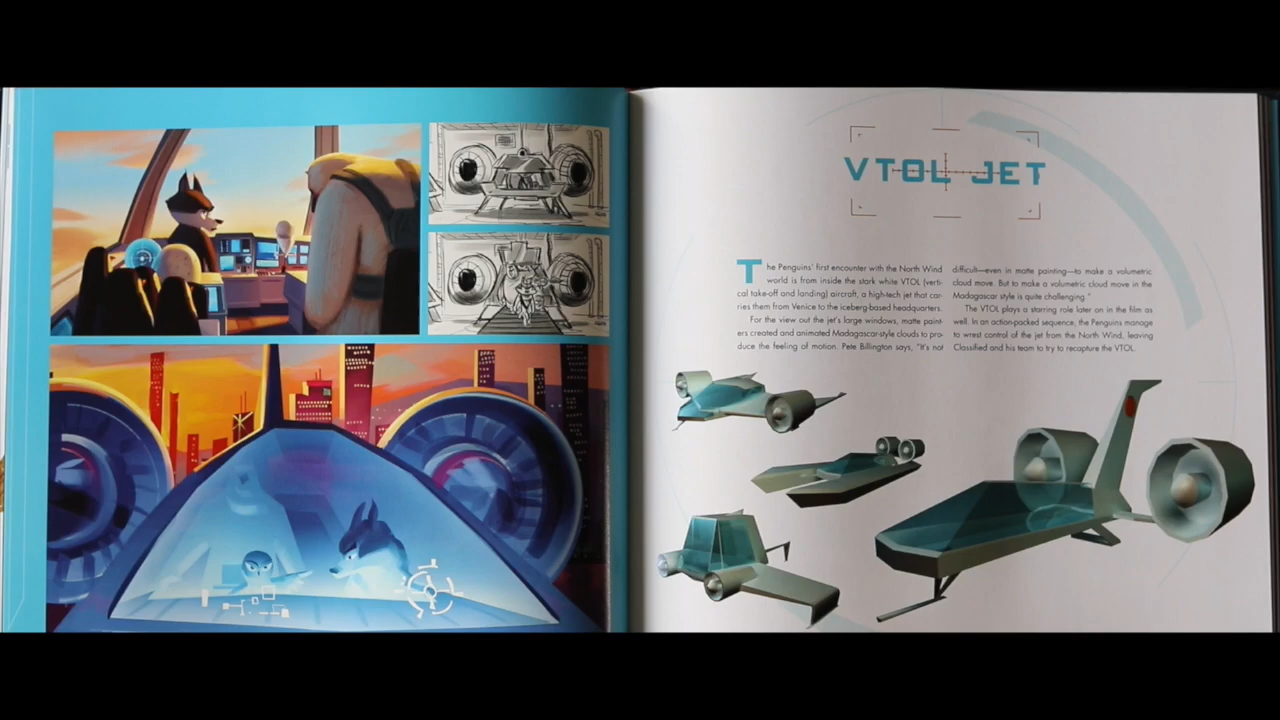 VTOL JET
The Penguins' first encounter with the North Wind
world is from inside the stark white VTOL (verti-
cal take-off and landing) aircraft, a high-tech jet that car-
ries them from Venice to the iceberg-based headquarters.
For the view out the jet's large windows, matte paint-
ers created and animated Madagascar-style clouds to pro-
duce the feeling of motion. Pete Billington says, "It's not
difficult—even in matte painting—to make a volumetric
cloud move. But to make a volumetric cloud move in the
Madagascar style is quite challenging."
The VTOL plays a starring role later on in the film as
well. In an action-packed sequence, the Penguins manage
to wrest control of the jet from the North Wind, leaving
Classified and his team to try to recapture the VTOL.